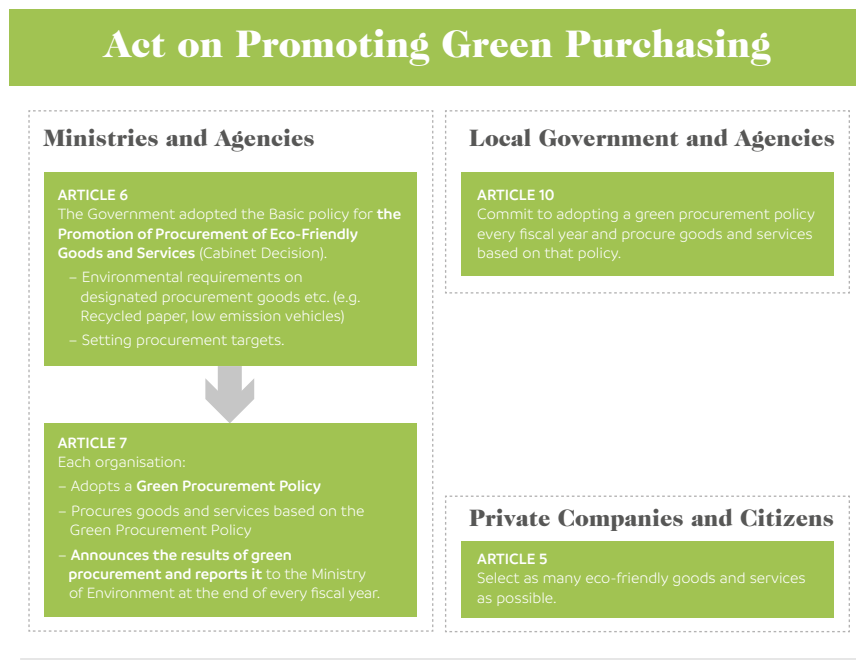 Act on Promoting Green Purchasing
Ministries and Agencies
ARTICLE 6
The Government adopted the Basic policy for the
Promotion of Procurement of Eco-Friendly
Goods and Services (Cabinet Decision).
– Environmental requirements on
designated procurement goods etc. (e.g.
Recycled paper, low emission vehicles)
– Setting procurement targets.
ARTICLE 7
Each organisation:
– Adopts a Green Procurement Policy
– Procures goods and services based on the
Green Procurement Policy
– Announces the results of green
procurement and reports it to the Ministry
of Environment at the end of every fiscal year.
Local Government and Agencies
ARTICLE 10
Commit to adopting a green procurement policy
every fiscal year and procure goods and services
based on that policy.
Private Companies and Citizens
ARTICLE 5
Select as many eco-friendly goods and services
as possible.